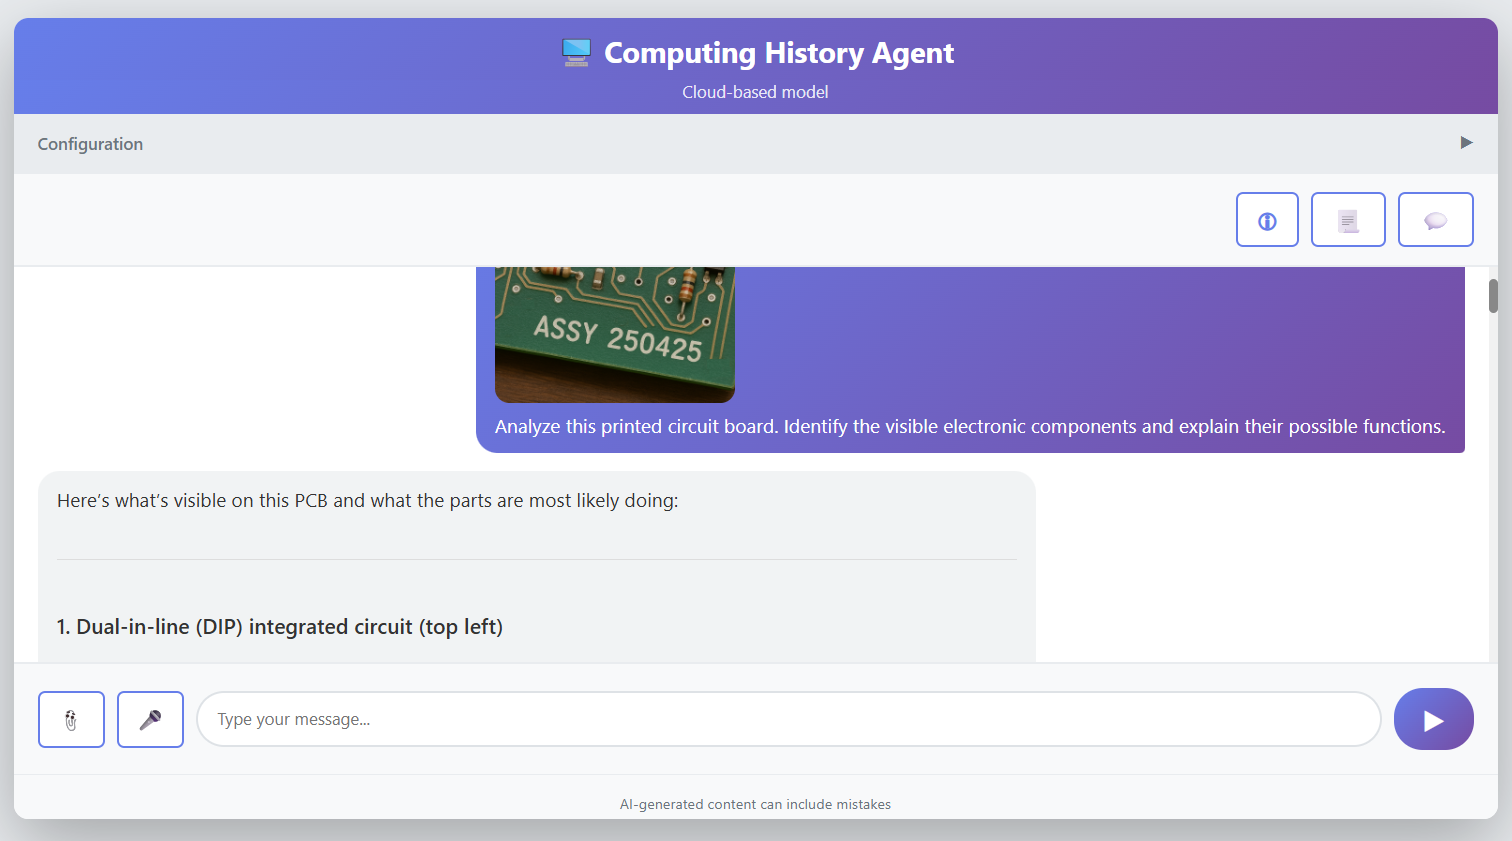 Computing History Agent
Cloud-based model
Configuration
ASSY 250425
Analyze this printed circuit board. Identify the visible electronic components and explain their possible functions.
Here's what's visible on this PCB and what the parts are most likely doing:
1. Dual-in-line (DIP) integrated circuit (top left)
Type your message...
AI-generated content can include mistakes